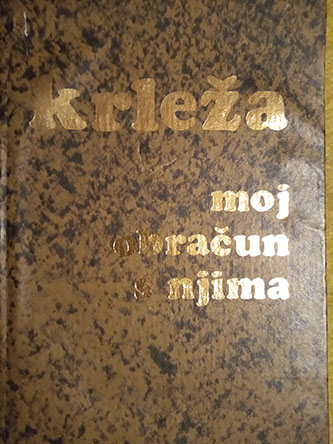 krleža
moj
obračun
s njima